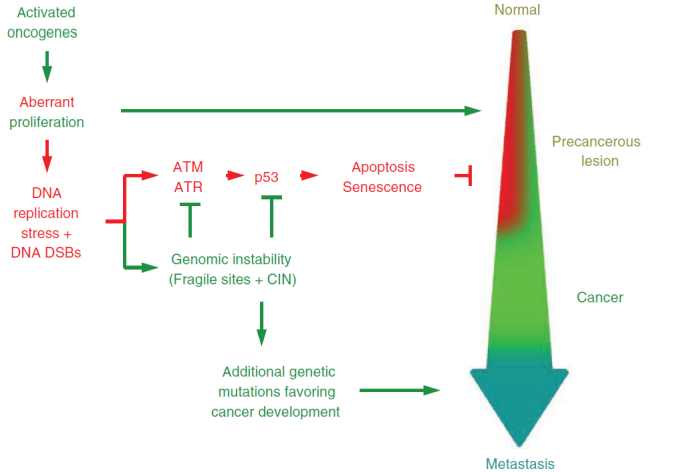 Activated
oncogenes
Normal
Aberrant
proliferation
Precancerous
lesion
ATM
ATR
p53
Apoptosis
Senescence
DNA
replication
stress +
DNA DSBs
Genomic instability
(Fragile sites + CIN)
Cancer
Additional genetic
mutations favoring
cancer development
Metastasis